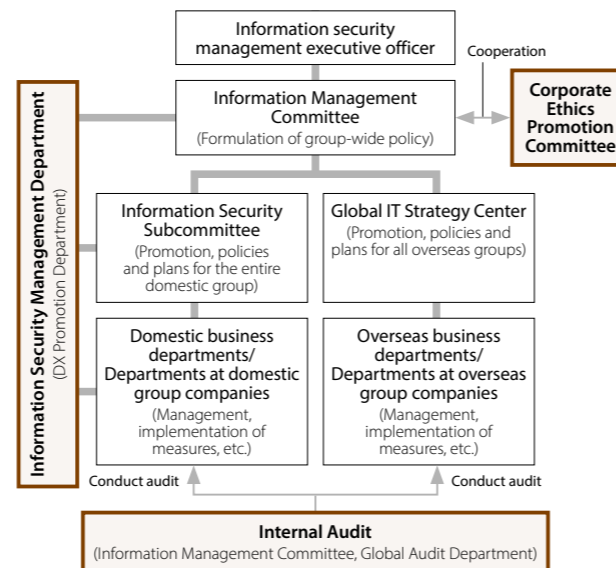 Information security
management executive officer
Cooperation
Information Management
Committee
(Formulation of group-wide policy)
Corporate
Ethics
Promotion
Committee
Information Security Management Department
(DX Promotion Department)
Information Security
Subcommittee
(Promotion, policies
and plans for the entire
domestic group)
Global IT Strategy Center
(Promotion, policies and
plans for all overseas groups)
Domestic business
departments/
Departments at domestic
group companies
(Management,
implementation of
measures, etc.)
Overseas business
departments/
Departments at overseas
group companies
(Management,
implementation of
measures, etc.)
Conduct audit
Conduct audit
Internal Audit
(Information Management Committee, Global Audit Department)